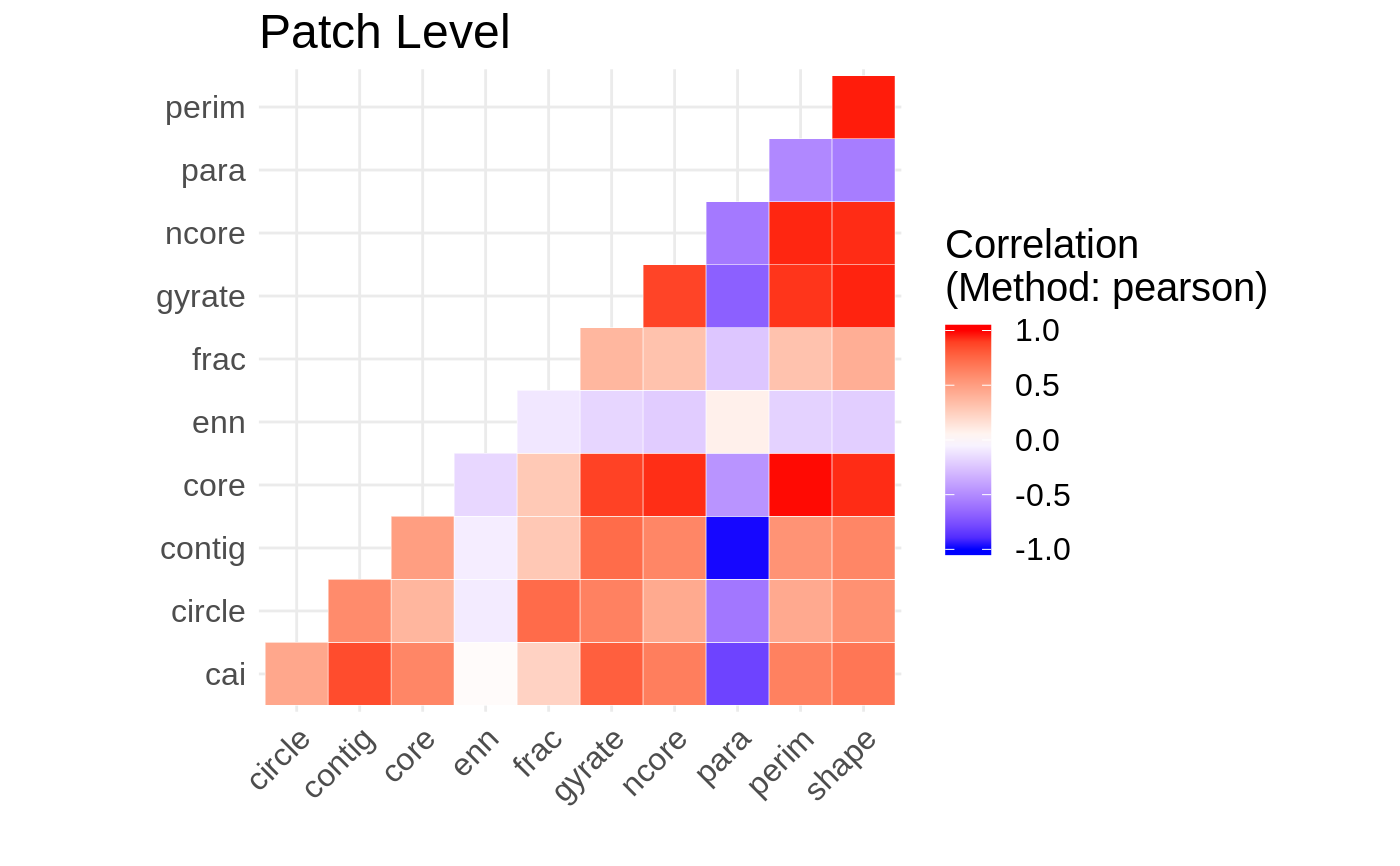 Patch Level
perim
para
ncore
gyrate
frac
enn
core
contig
circle
cai
circle
contig
core
enn
frac
gyrate
ncore
para
perim
shape
Correlation
(Method: pearson)
1.0
0.5
0.0
-0.5
-1.0